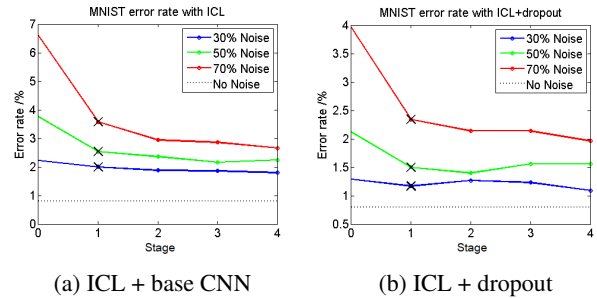 MNIST error rate with ICL
7
6
5
4
3
2
1
0
Error rate /%
30% Noise
50% Noise
70% Noise
No Noise
0 1 2 3 4
Stage
(a) ICL + base CNN
MNIST error rate with ICL+dropout
4
3.5
3
2.5
2
1.5
1
0.5
Error rate /%
30% Noise
50% Noise
70% Noise
No Noise
0 1 2 3 4
Stage
(b) ICL + dropout